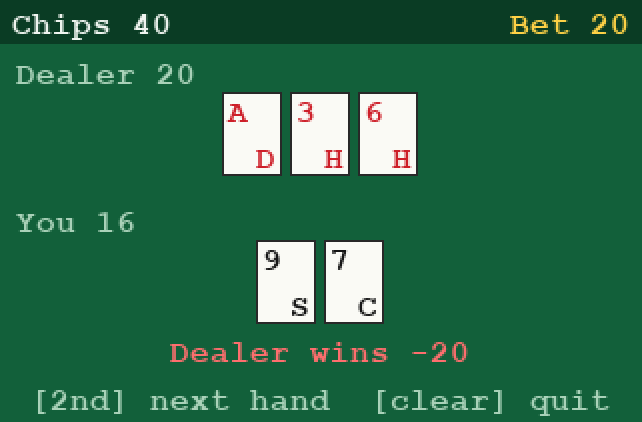 Chips 40 Bet 20
Dealer 20
A 3 6
D H H
You 16
9 7
S C
Dealer wins -20
[2nd] next hand [clear] quit